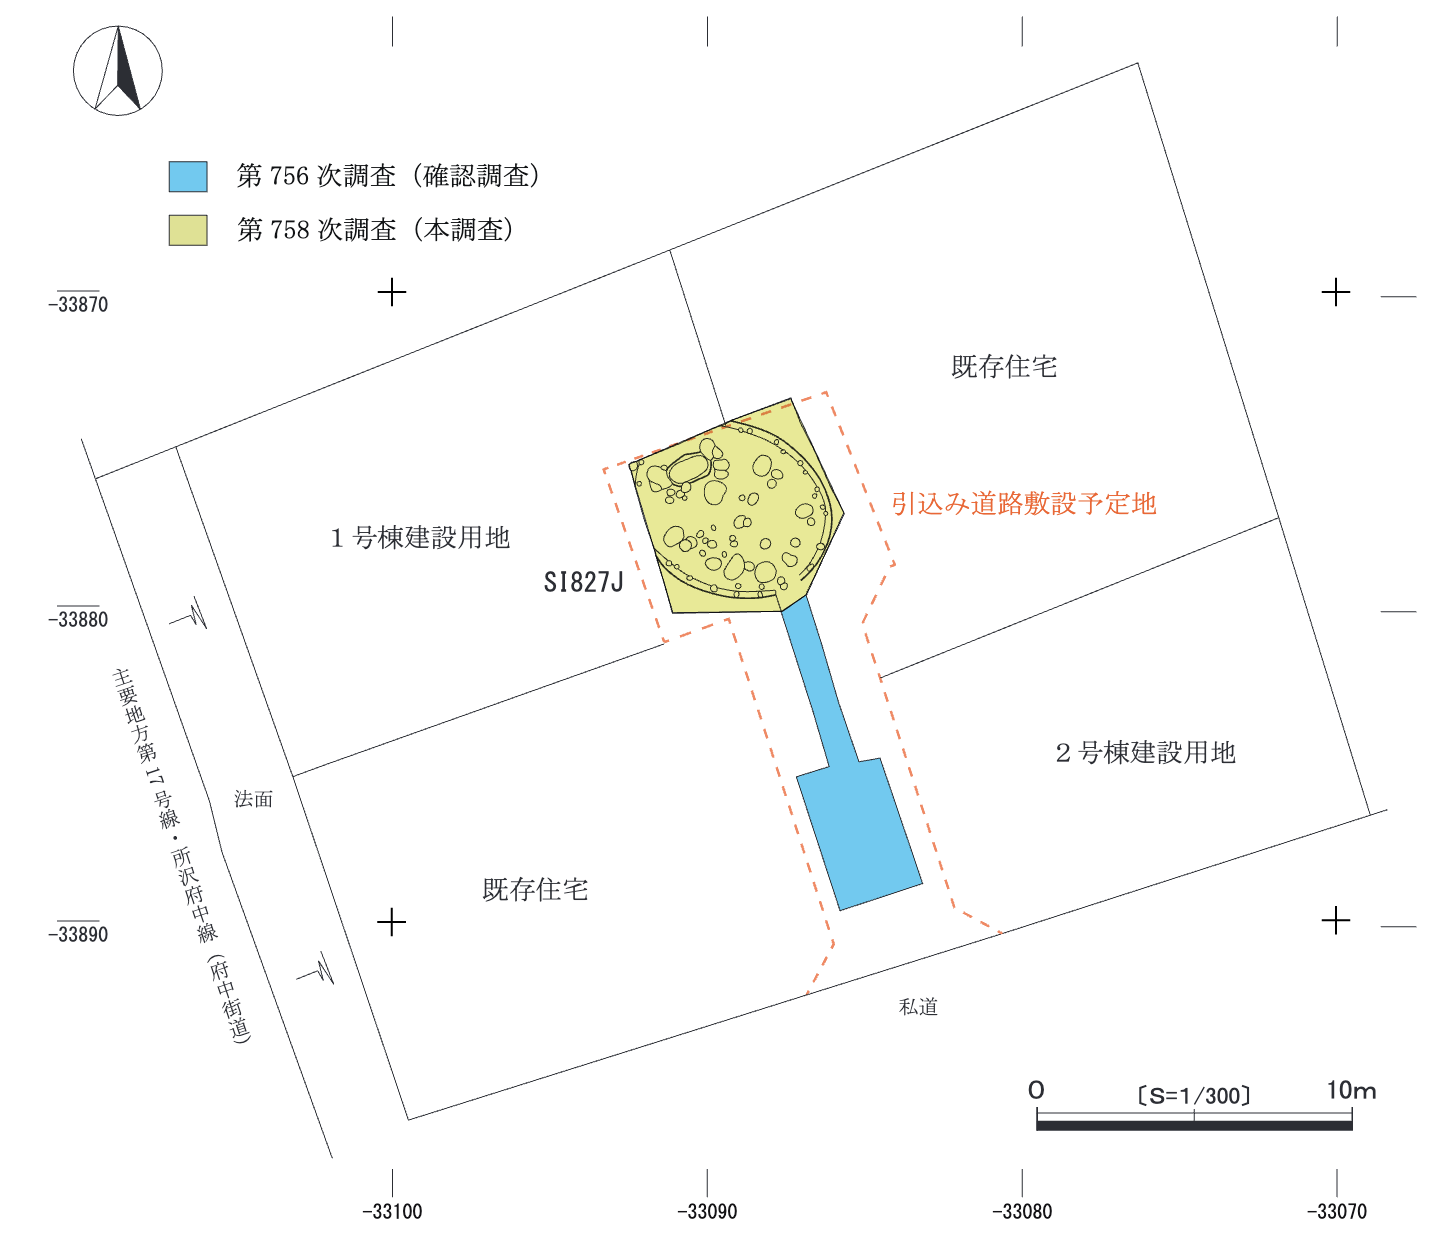 第 756 次調査（確認調査）
第 758 次調査（本調査）
-33870
既存住宅
引込み道路敷設予定地
１号棟建設用地
SI827J
-33880
主要地方第 17 号線・所沢府中線（府中街道）
２号棟建設用地
法面
既存住宅
-33890
私道
0 〔S=1/300〕 10m
-33100 -33090 -33080 -33070